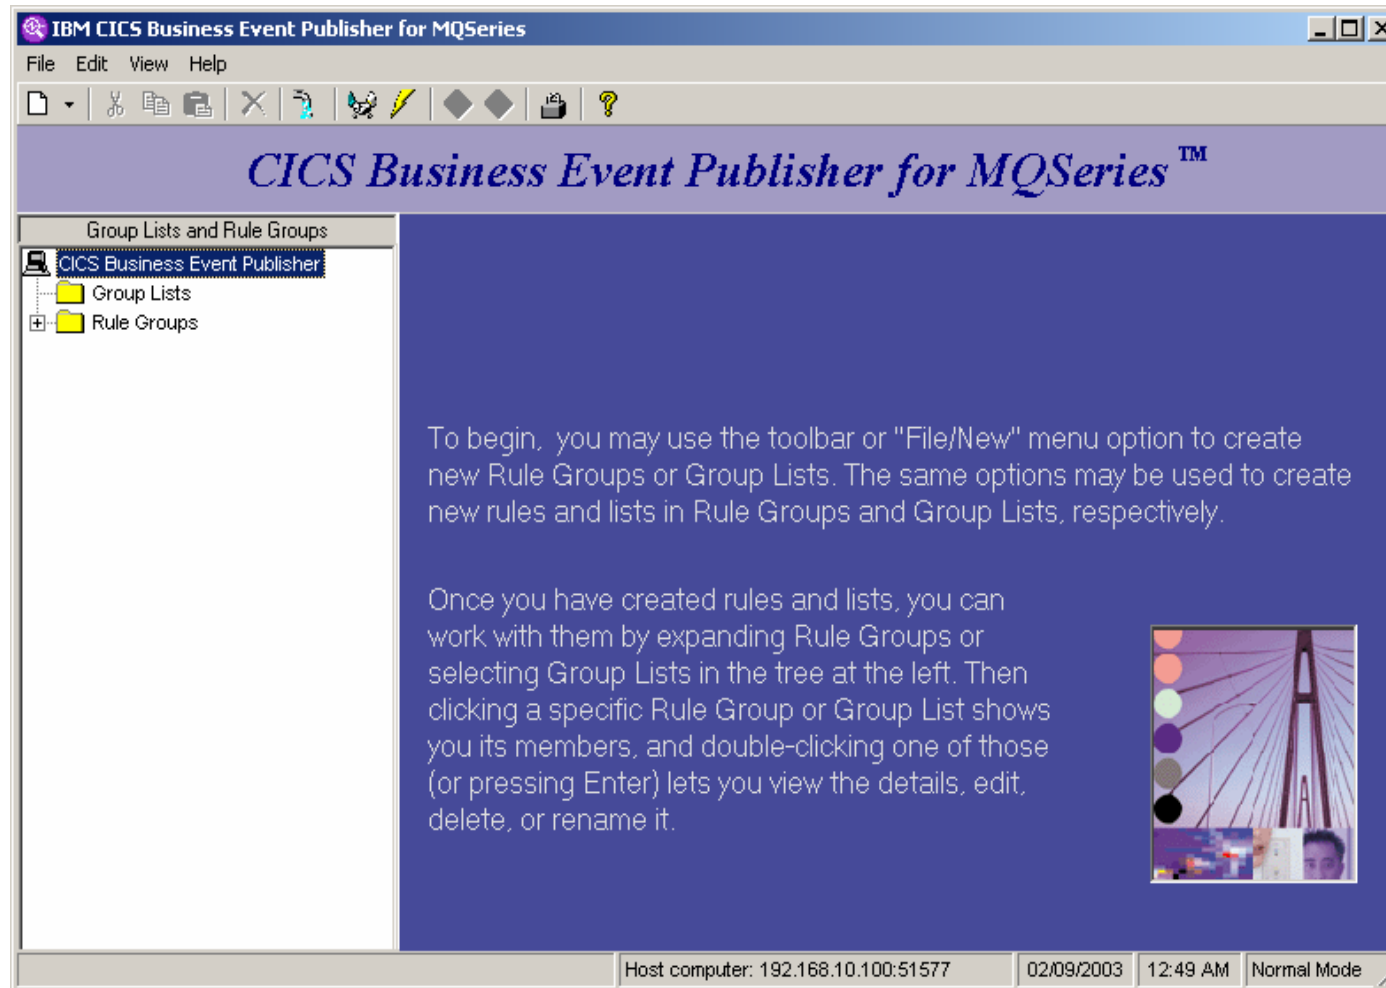 IBM CICS Business Event Publisher for MQSeries
File Edit View Help
CICS Business Event Publisher for MQSeries™
Group Lists and Rule Groups
CICS Business Event Publisher
Group Lists
Rule Groups
To begin,  you may use the toolbar or "File/New" menu option to create
new Rule Groups or Group Lists. The same options may be used to create
new rules and lists in Rule Groups and Group Lists, respectively.
Once you have created rules and lists, you can
work with them by expanding Rule Groups or
selecting Group Lists in the tree at the left. Then
clicking a specific Rule Group or Group List shows
you its members, and double-clicking one of those
(or pressing Enter) lets you view the details, edit,
delete, or rename it.
Host computer: 192.168.10.100:51577 02/09/2003 12:49 AM Normal Mode